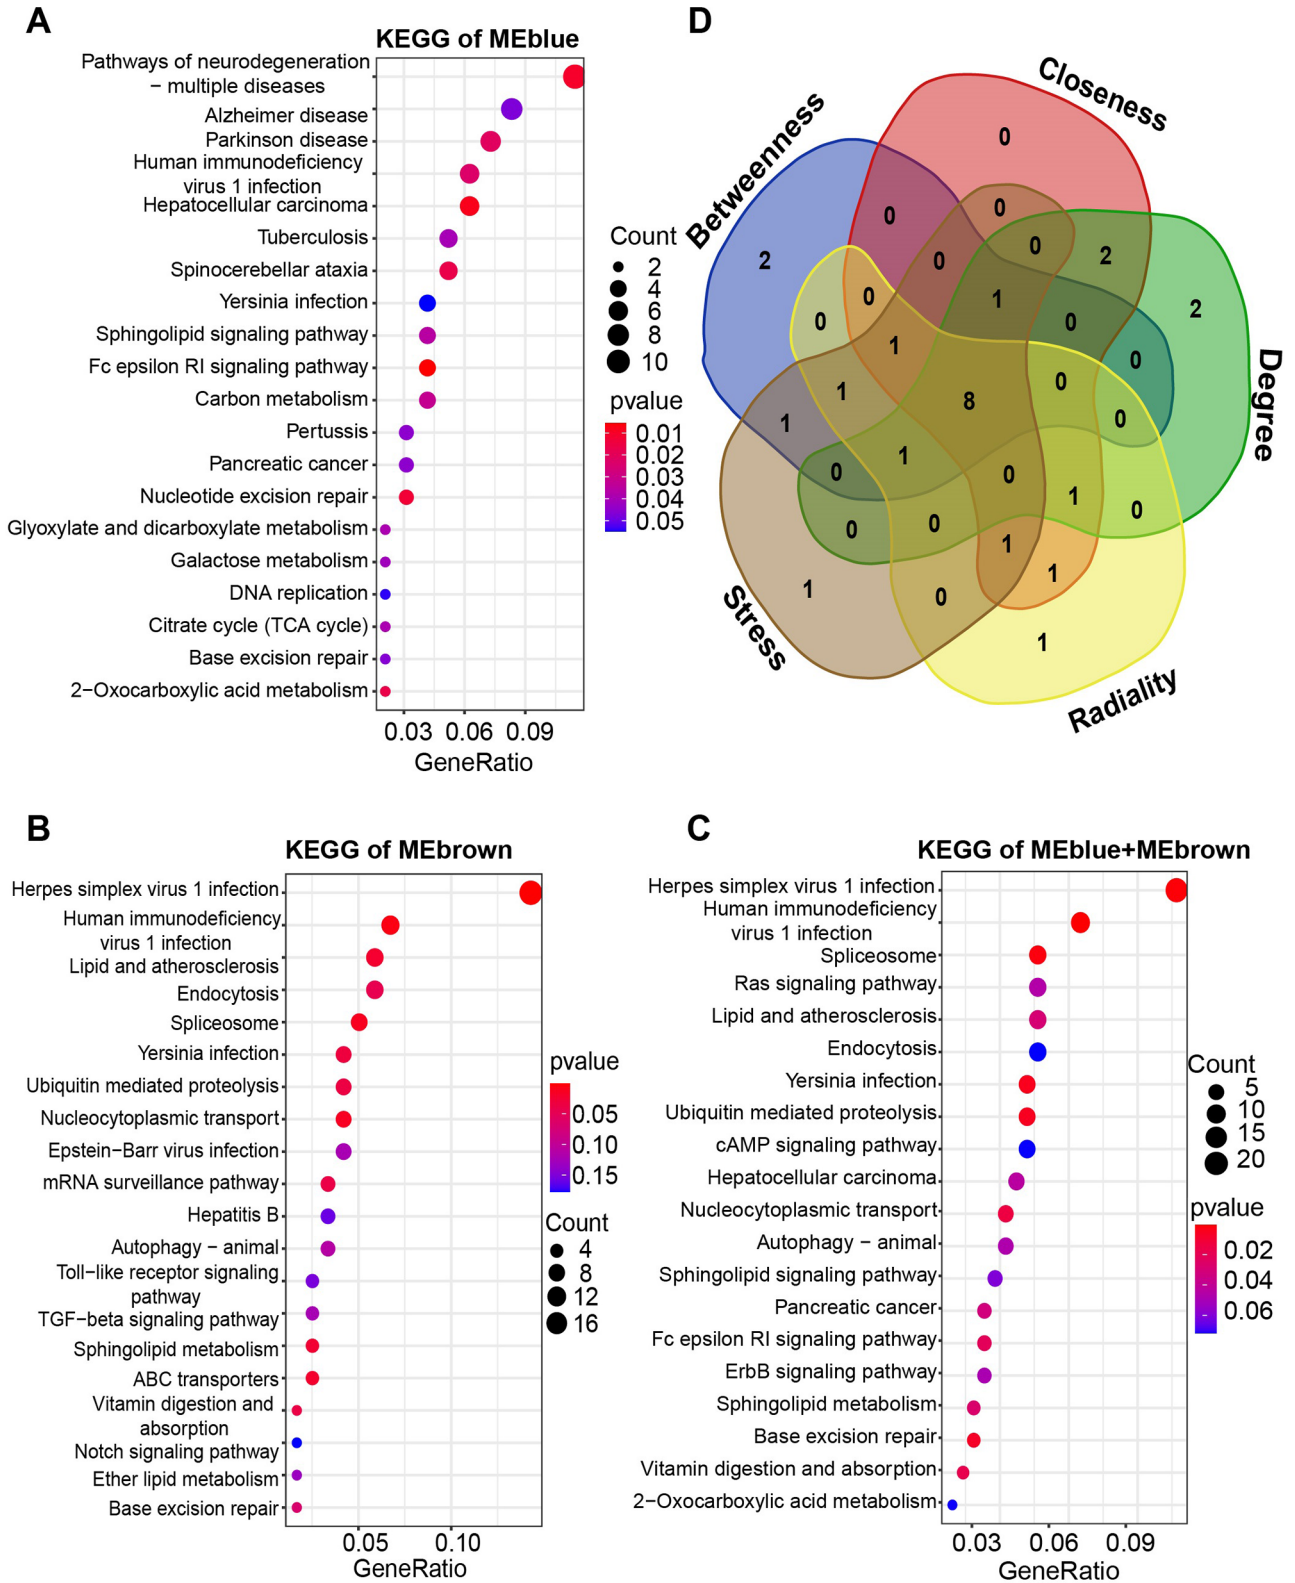 A
KEGG of MEblue
Pathways of neurodegeneration
− multiple diseases
Alzheimer disease
Parkinson disease
Human immunodeficiency
virus 1 infection
Hepatocellular carcinoma
Tuberculosis
Spinocerebellar ataxia
Yersinia infection
Sphingolipid signaling pathway
Fc epsilon RI signaling pathway
Carbon metabolism
Pertussis
Pancreatic cancer
Nucleotide excision repair
Glyoxylate and dicarboxylate metabolism
Galactose metabolism
DNA replication
Citrate cycle (TCA cycle)
Base excision repair
2−Oxocarboxylic acid metabolism
0.03 0.06 0.09
GeneRatio
Count
2
4
6
8
10
pvalue
0.01
0.02
0.03
0.04
0.05
D
Betweenness
Closeness
Degree
Radiality
Stress
0
0
0
2
0
0
2
0
2
0
1
0
0
1
0
1
0
8
0
1
1
0
0
1
0
0
0
1
1
1
0
1
B
KEGG of MEbrown
Herpes simplex virus 1 infection
Human immunodeficiency
virus 1 infection
Lipid and atherosclerosis
Endocytosis
Spliceosome
Yersinia infection
Ubiquitin mediated proteolysis
Nucleocytoplasmic transport
Epstein−Barr virus infection
mRNA surveillance pathway
Hepatitis B
Autophagy − animal
Toll−like receptor signaling
pathway
TGF−beta signaling pathway
Sphingolipid metabolism
ABC transporters
Vitamin digestion and
absorption
Notch signaling pathway
Ether lipid metabolism
Base excision repair
0.05 0.10
GeneRatio
pvalue
0.05
0.10
0.15
Count
4
8
12
16
C
KEGG of MEblue+MEbrown
Herpes simplex virus 1 infection
Human immunodeficiency
virus 1 infection
Spliceosome
Ras signaling pathway
Lipid and atherosclerosis
Endocytosis
Yersinia infection
Ubiquitin mediated proteolysis
cAMP signaling pathway
Hepatocellular carcinoma
Nucleocytoplasmic transport
Autophagy − animal
Sphingolipid signaling pathway
Pancreatic cancer
Fc epsilon RI signaling pathway
ErbB signaling pathway
Sphingolipid metabolism
Base excision repair
Vitamin digestion and absorption
2−Oxocarboxylic acid metabolism
0.03 0.06 0.09
GeneRatio
Count
5
10
15
20
pvalue
0.02
0.04
0.06